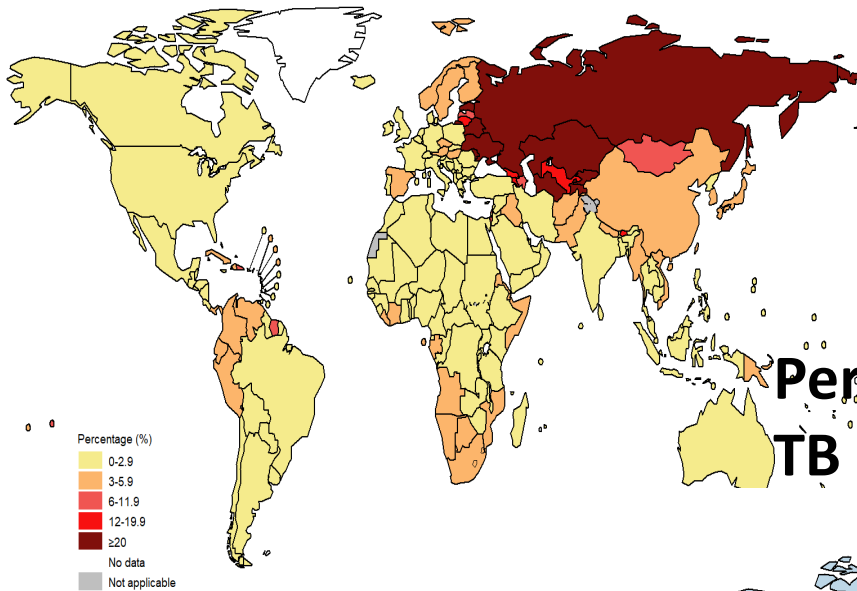 Per
TB
Percentage (%)
0-2.9
3-5.9
6-11.9
12-19.9
≥20
No data
Not applicable